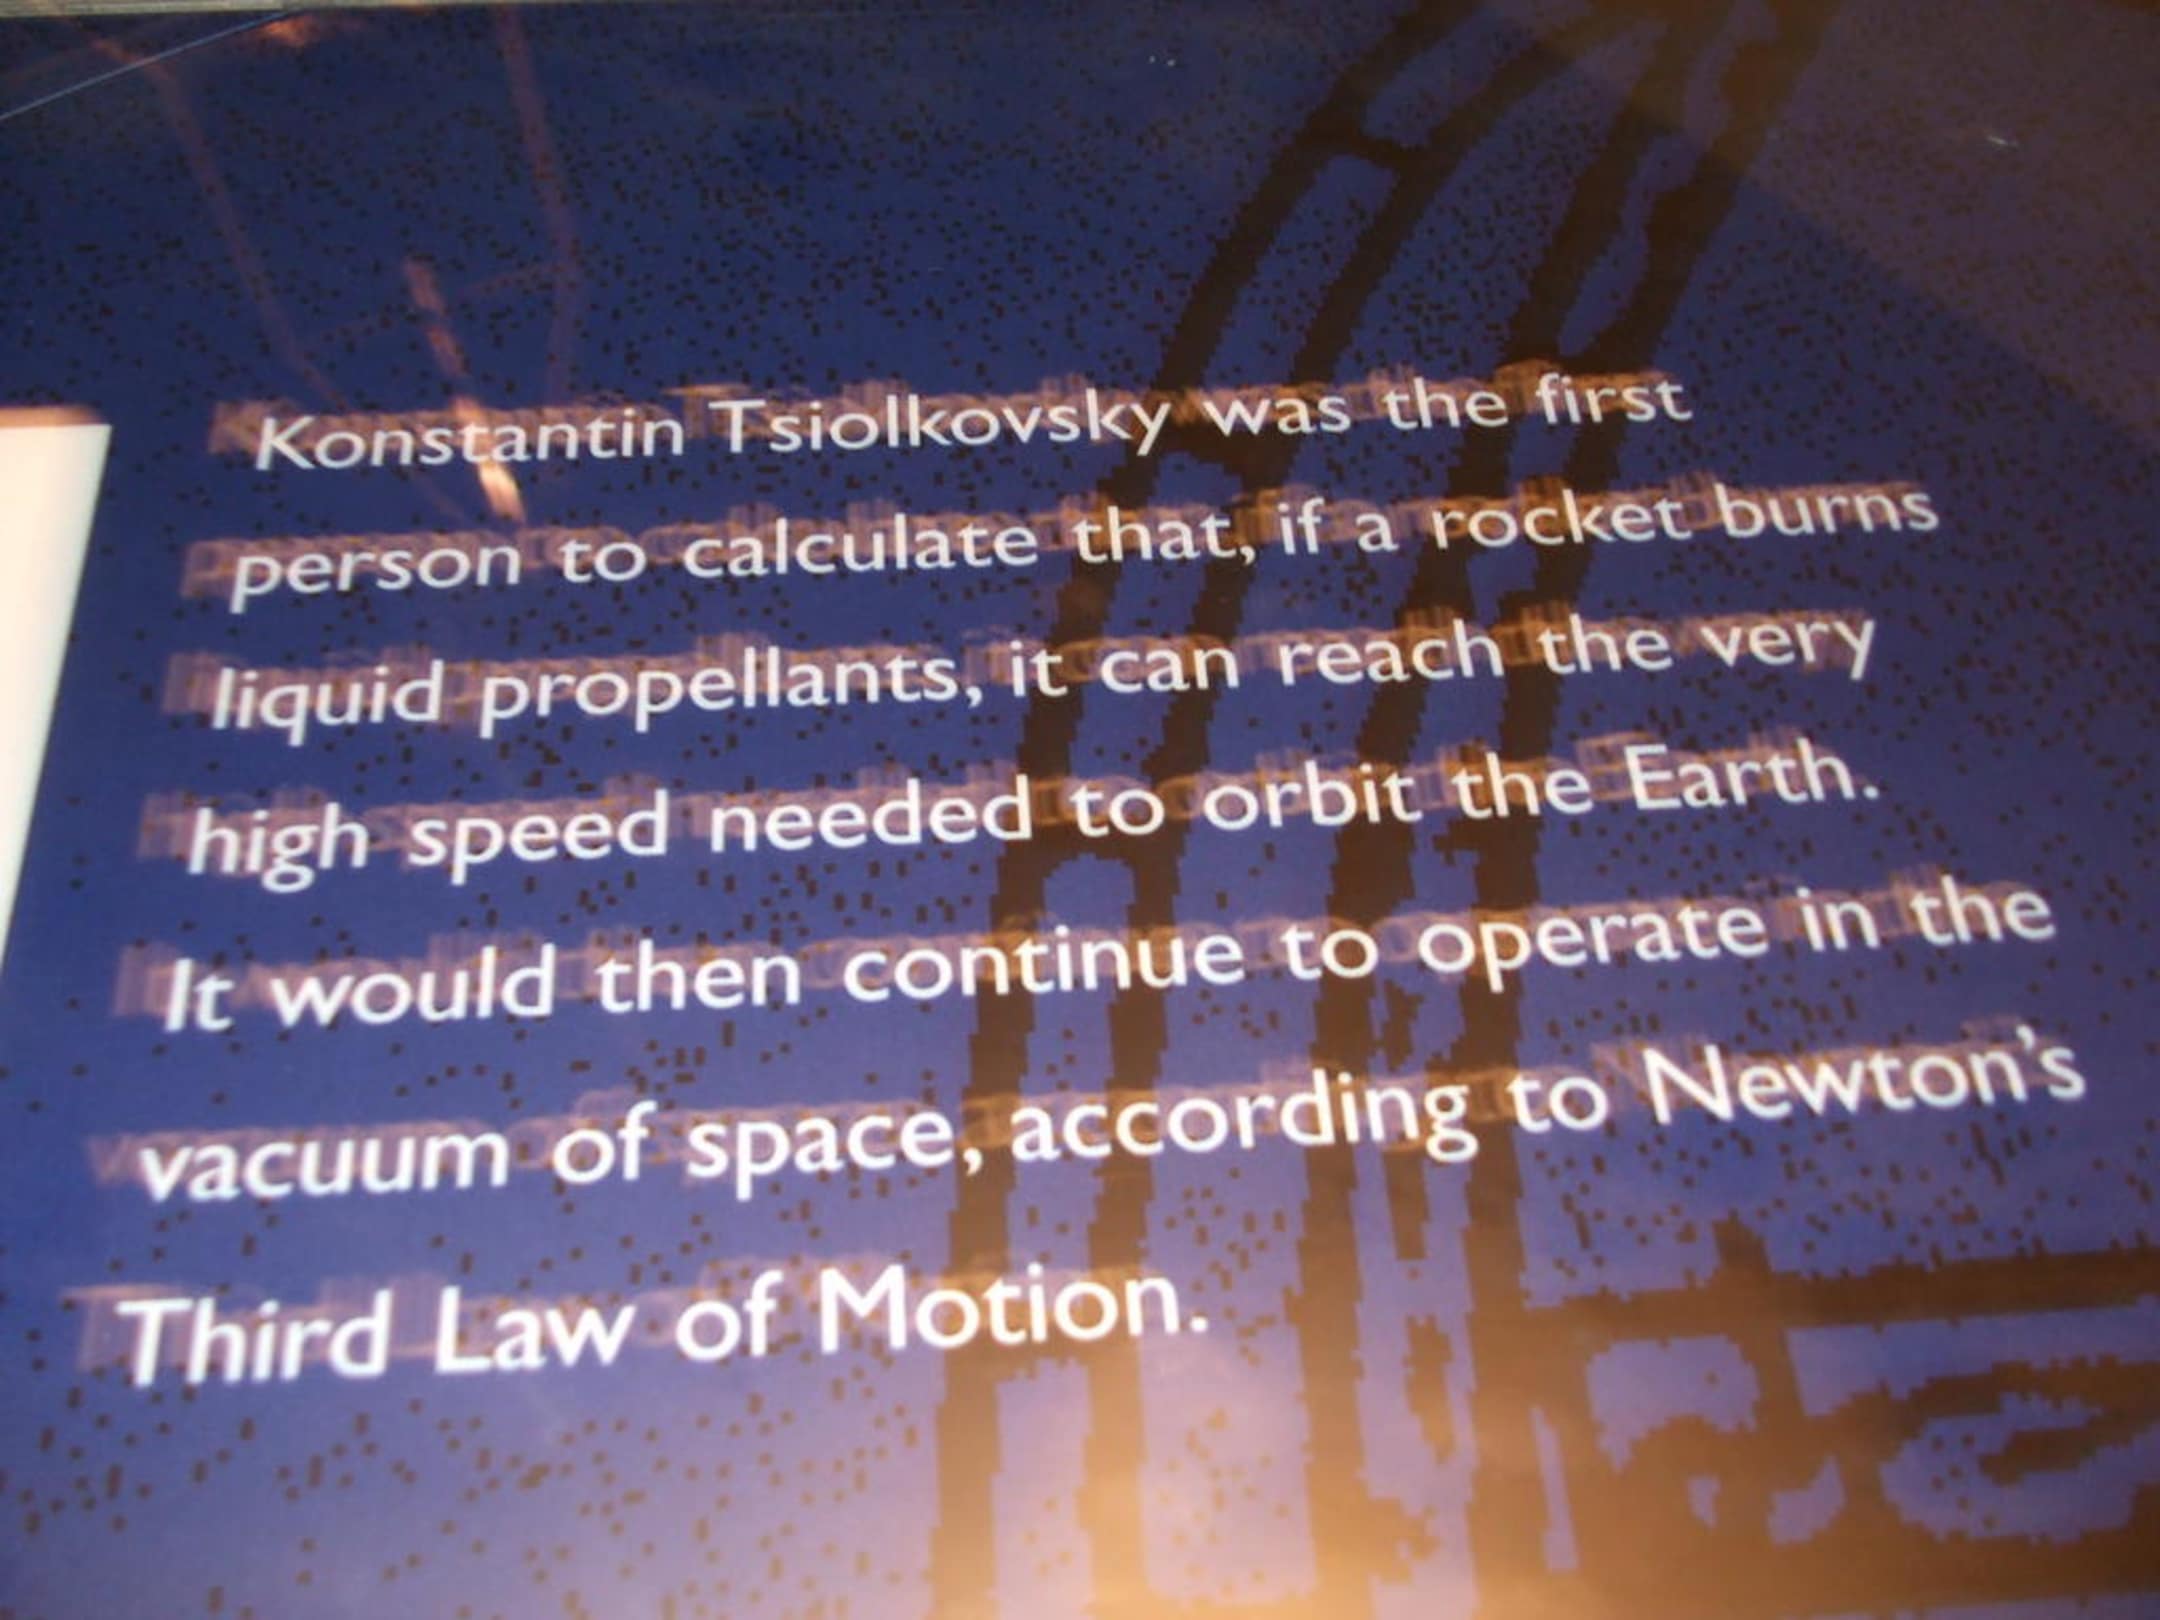 Konstantin Tsiolkovsky was the first
person to calculate that, if a rocket burns
liquid propellants, it can reach the very
high speed needed to orbit the Earth.
It would then continue to operate in the
vacuum of space, according to Newton's
Third Law of Motion.